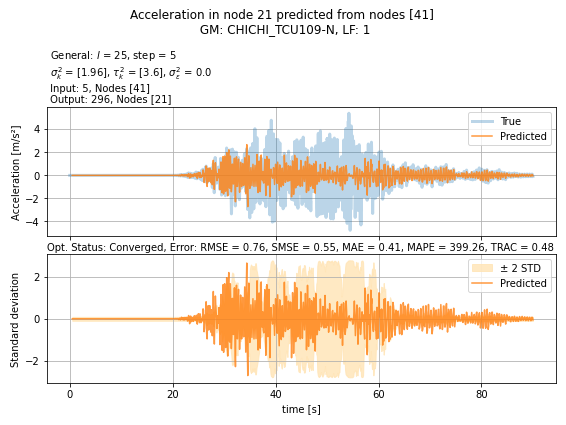 Acceleration in node 21 predicted from nodes [41]
GM: CHICHI_TCU109-N, LF: 1
General: l = 25, step = 5
σ²ₖ = [1.96], τ²ₖ = [3.6], σ²ε = 0.0
Input: 5, Nodes [41]
Output: 296, Nodes [21]
Acceleration [m/s²]
4
2
0
−2
−4
True
Predicted
Opt. Status: Converged, Error: RMSE = 0.76, SMSE = 0.55, MAE = 0.41, MAPE = 399.26, TRAC = 0.48
Standard deviation
2
0
−2
± 2 STD
Predicted
0 20 40 60 80
time [s]